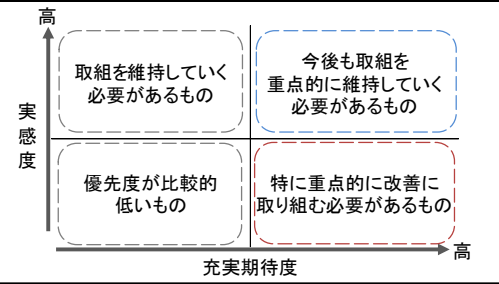 高
取組を維持していく
必要があるもの
今後も取組を
重点的に維持していく
必要があるもの
実感度
優先度が比較的
低いもの
特に重点的に改善に
取り組む必要があるもの
高
充実期待度